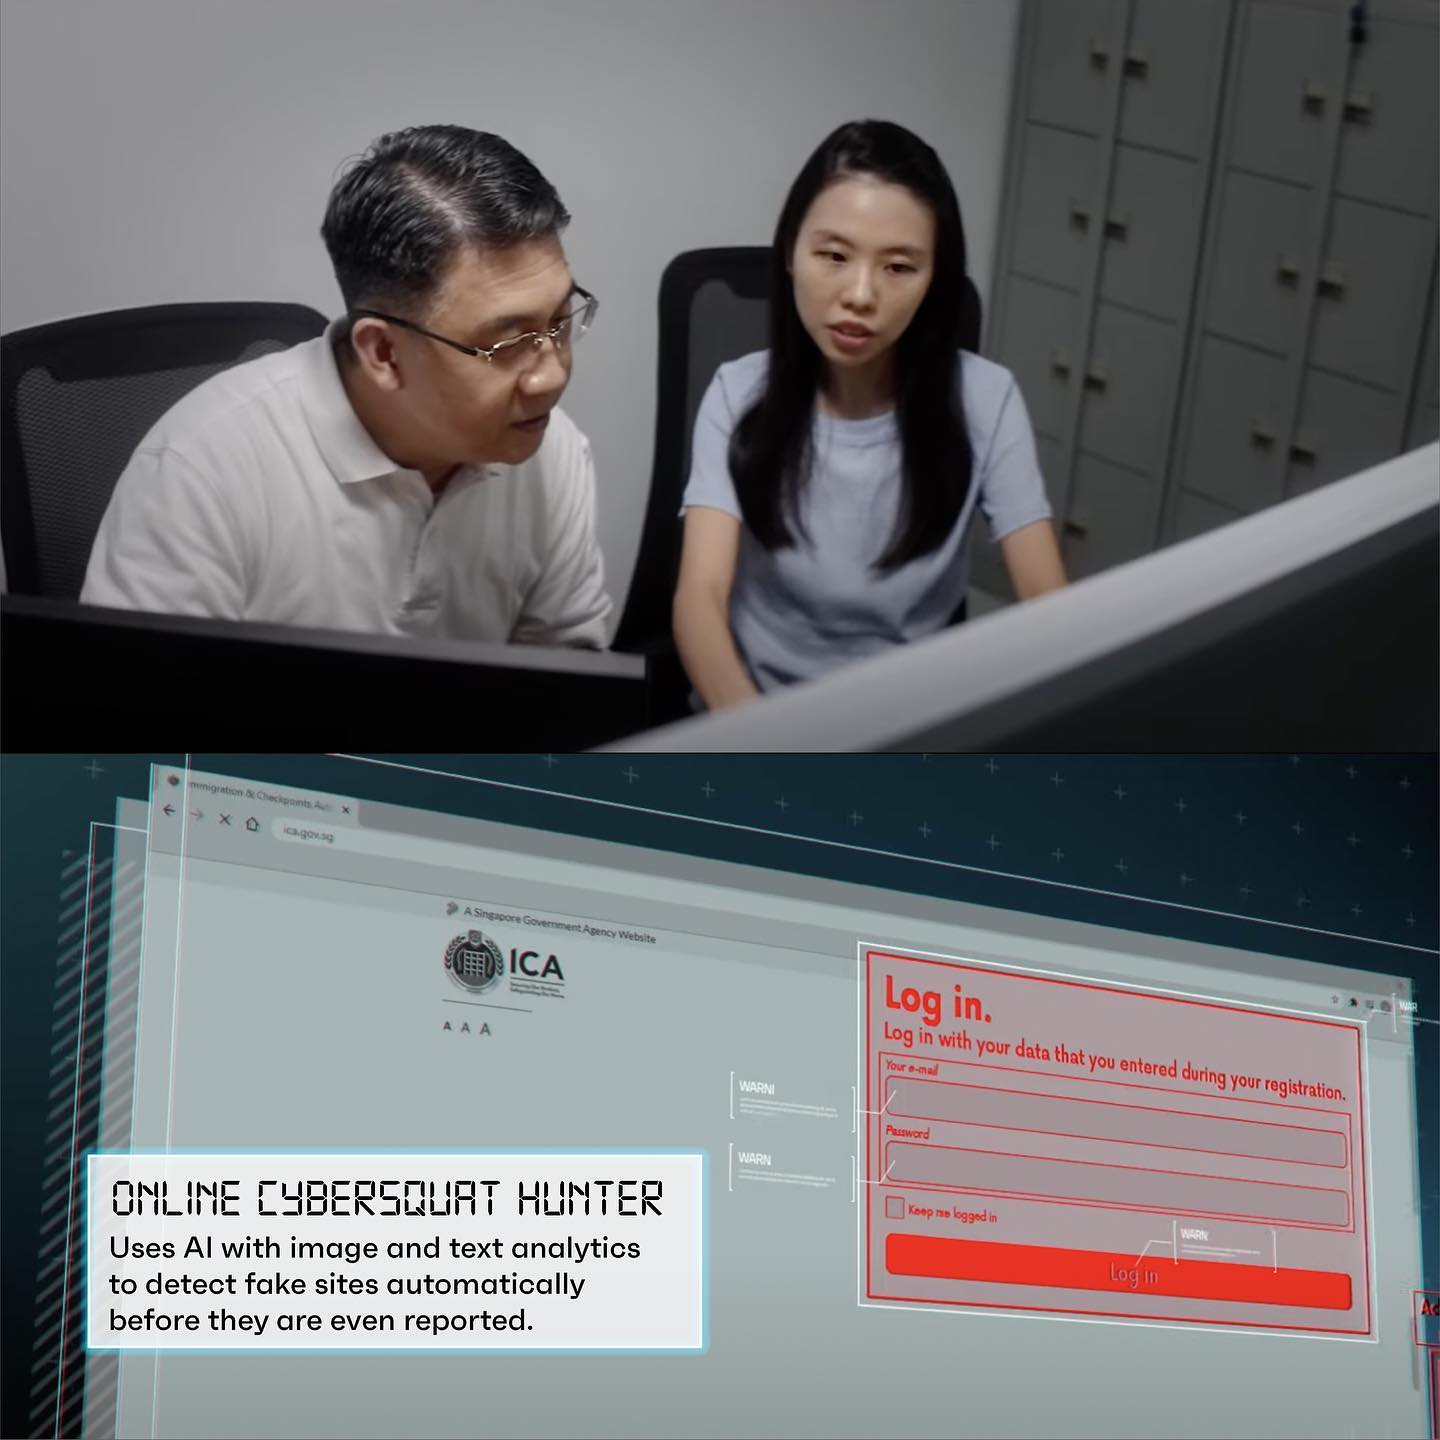 Immigration & Checkpoints Aut
ica.gov.sg
A Singapore Government Agency Website
ICA
A A A
Log in.
Log in with your data that you entered during your registration.
Your e-mail
Password
Keep me logged in
Log in
WARNI
WARN
WARN
WAR
ONLINE CYBERSQUAT HUNTER
Uses AI with image and text analytics
to detect fake sites automatically
before they are even reported.